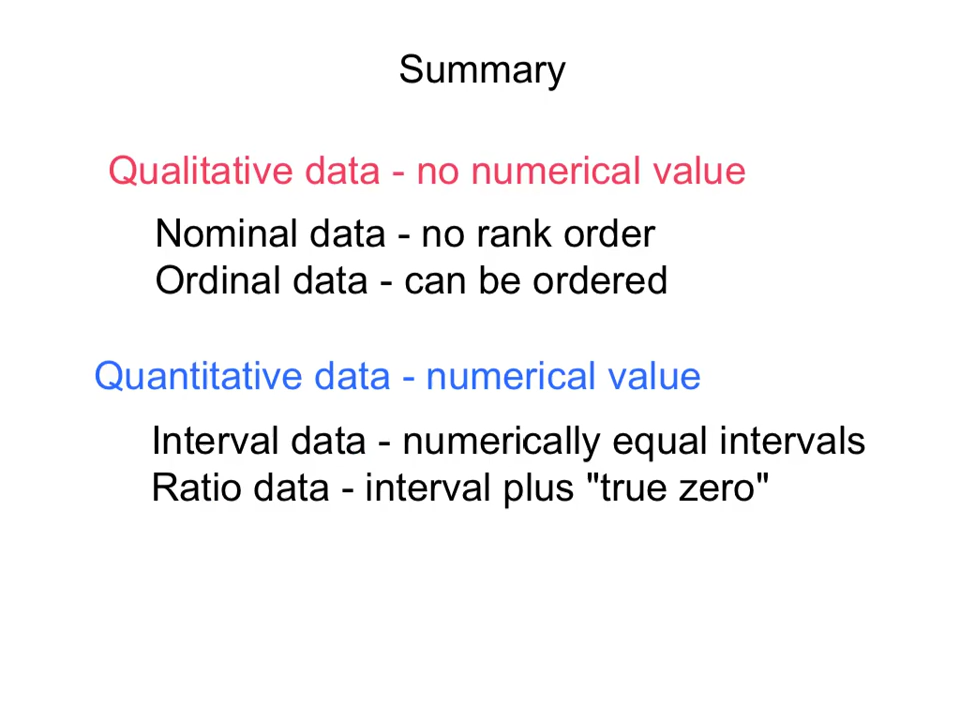 Summary
Qualitative data - no numerical value
Nominal data - no rank order
Ordinal data - can be ordered
Quantitative data - numerical value
Interval data - numerically equal intervals
Ratio data - interval plus "true zero"